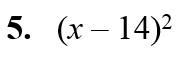 5. (x – 14)²